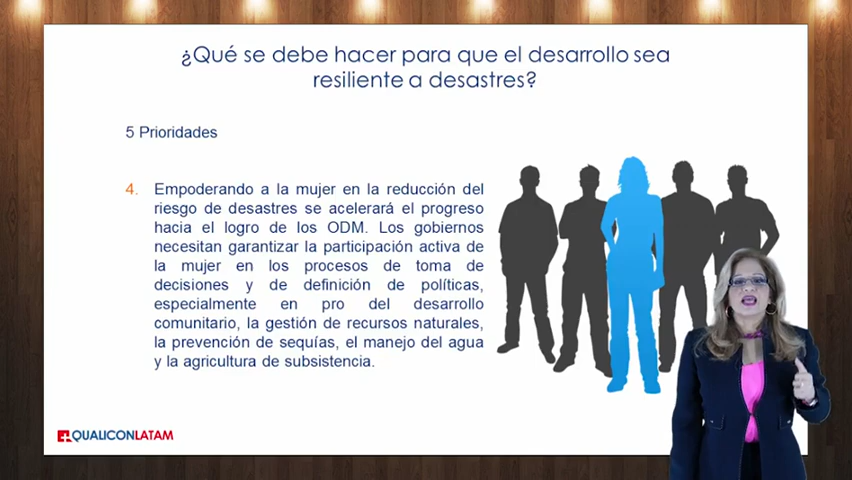 ¿Qué se debe hacer para que el desarrollo sea
resiliente a desastres?
5 Prioridades
4. Empoderando a la mujer en la reducción del
riesgo de desastres se acelerará el progreso
hacia el logro de los ODM. Los gobiernos
necesitan garantizar la participación activa de
la mujer en los procesos de toma de
decisiones y de definición de políticas,
especialmente en pro del desarrollo
comunitario, la gestión de recursos naturales,
la prevención de sequías, el manejo del agua
y la agricultura de subsistencia.
QUALICONLATAM